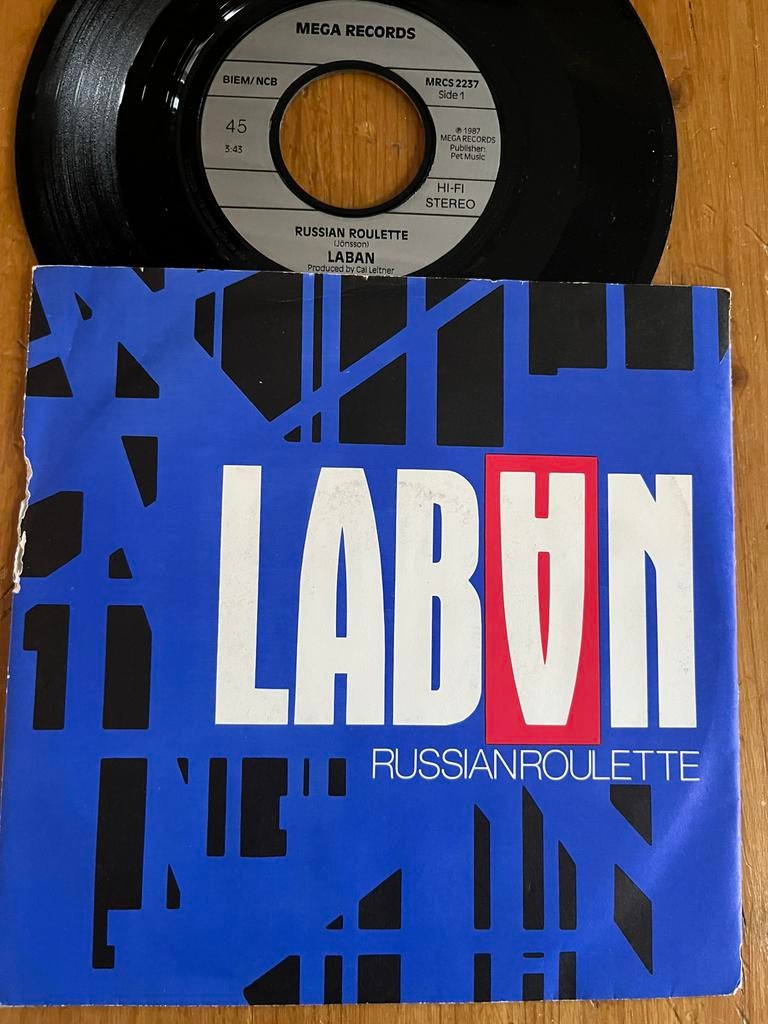 MEGA RECORDS
BIEM/NCB
MRCS 2237
Side 1
45
3:43
℗ 1987
MEGA RECORDS
Publisher:
Pet Music
HI-FI
STEREO
RUSSIAN ROULETTE
(Jönsson)
LABAN
Produced by Cai Leitner
LABAN
RUSSIANROULETTE